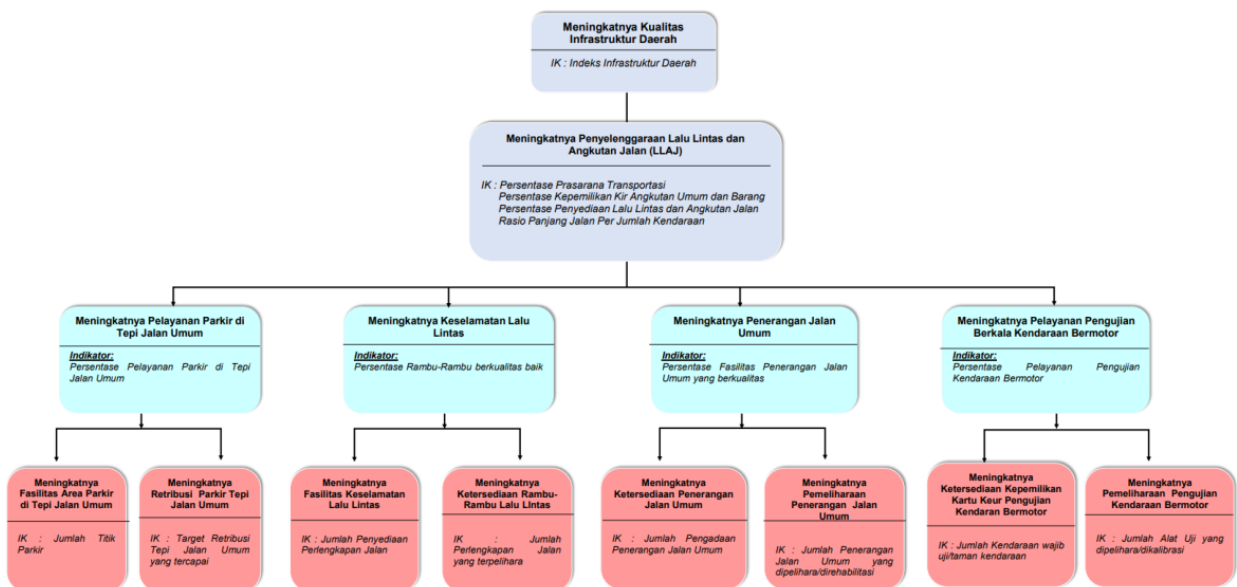 Meningkatnya Kualitas
Infrastruktur Daerah
IK : Indeks Infrastruktur Daerah
Meningkatnya Penyelenggaraan Lalu Lintas dan
Angkutan Jalan (LLAJ)
IK : Persentase Prasarana Transportasi
Persentase Kepemilikan Kir Angkutan Umum dan Barang
Persentase Penyediaan Lalu Lintas dan Angkutan Jalan
Rasio Panjang Jalan Per Jumlah Kendaraan
Meningkatnya Pelayanan Parkir di
Tepi Jalan Umum
Indikator:
Persentase Pelayanan Parkir di Tepi
Jalan Umum
Meningkatnya Keselamatan Lalu
Lintas
Indikator:
Persentase Rambu-Rambu berkualitas baik
Meningkatnya Penerangan Jalan
Umum
Indikator:
Persentase Fasilitas Penerangan Jalan
Umum yang berkualitas
Meningkatnya Pelayanan Pengujian
Berkala Kendaraan Bermotor
Indikator:
Persentase Pelayanan Pengujian
Kendaraan Bermotor
Meningkatnya
Fasilitas Area Parkir
di Tepi Jalan Umum
IK : Jumlah Titik
Parkir
Meningkatnya
Retribusi Parkir Tepi
Jalan Umum
IK : Target Retribusi
Tepi Jalan Umum
yang tercapai
Meningkatnya
Fasilitas Keselamatan
Lalu Lintas
IK : Jumlah Penyediaan
Perlengkapan Jalan
Meningkatnya
Ketersediaan Rambu-
Rambu Lalu Lintas
IK : Jumlah
Perlengkapan Jalan
yang terpelihara
Meningkatnya
Ketersediaan Penerangan
Jalan Umum
IK : Jumlah Pengadaan
Penerangan Jalan Umum
Meningkatnya
Pemeliharaan
Penerangan Jalan
Umum
IK : Jumlah Penerangan
Jalan Umum yang
dipelihara/direhabilitasi
Meningkatnya
Ketersediaan Kepemilikan
Kartu Keur Pengujian
Kendaran Bermotor
IK : Jumlah Kendaraan wajib
uji/taman kendaraan
Meningkatnya
Pemeliharaan Pengujian
Kendaraan Bermotor
IK : Jumlah Alat Uji yang
dipelihara/dikalibrasi